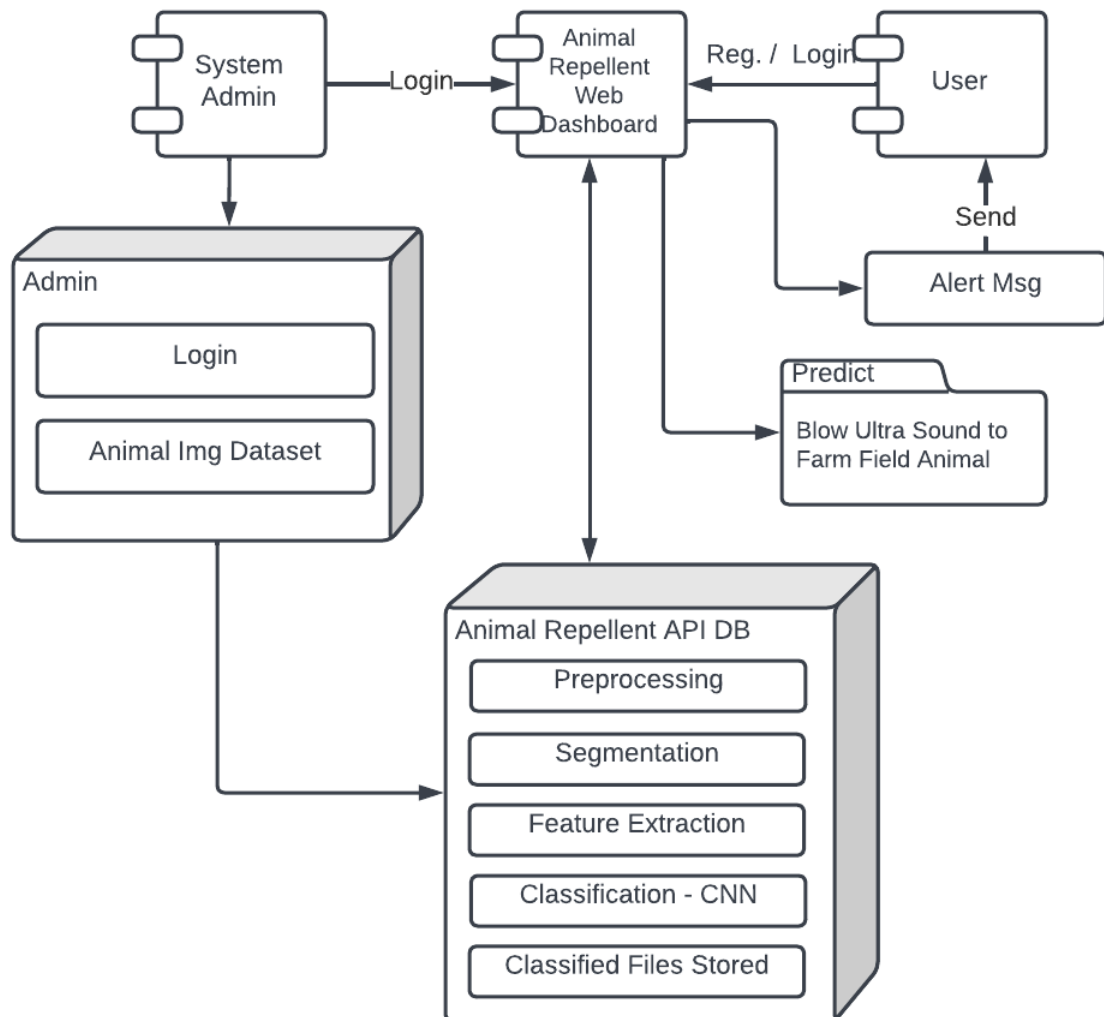 System
Admin
Login
Animal
Repellent
Web
Dashboard
Reg. / Login
User
Send
Alert Msg
Admin
Login
Animal Img Dataset
Predict
Blow Ultra Sound to
Farm Field Animal
Animal Repellent API DB
Preprocessing
Segmentation
Feature Extraction
Classification - CNN
Classified Files Stored